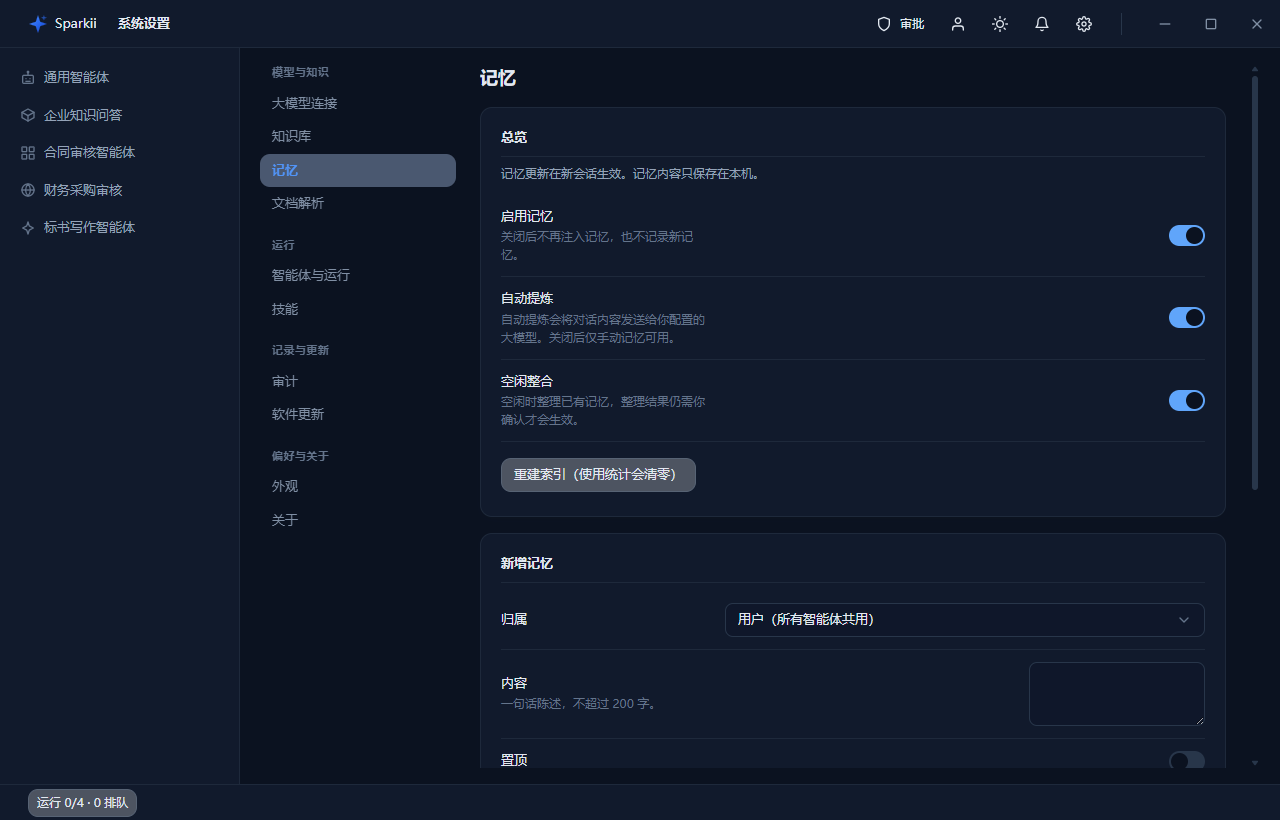 Sparkii 系统设置 审批
通用智能体
企业知识问答
合同审核智能体
财务采购审核
标书写作智能体
模型与知识
大模型连接
知识库
记忆
文档解析
运行
智能体与运行
技能
记录与更新
审计
软件更新
偏好与关于
外观
关于
记忆
总览
记忆更新在新会话生效。记忆内容只保存在本机。
启用记忆
关闭后不再注入记忆，也不记录新记
忆。
自动提炼
自动提炼会将对话内容发送给你配置的
大模型。关闭后仅手动记忆可用。
空闲整合
空闲时整理已有记忆，整理结果仍需你
确认才会生效。
重建索引（使用统计会清零）
新增记忆
归属 用户（所有智能体共用）
内容
一句话陈述，不超过 200 字。
置顶
运行 0/4 · 0 排队